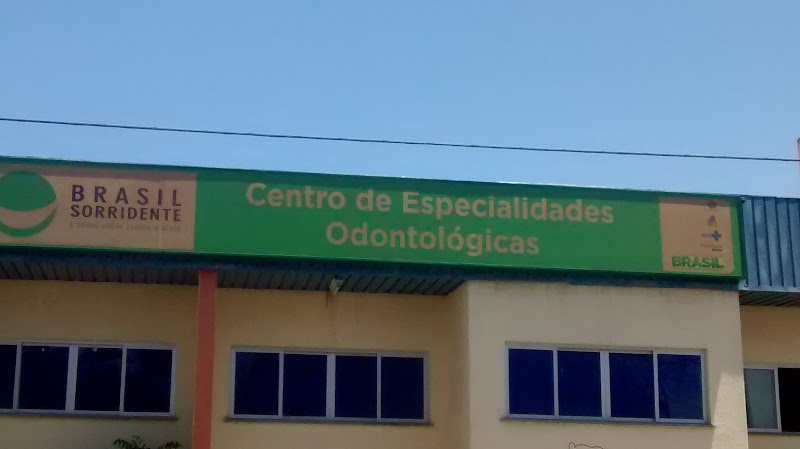 BRASIL
SORRIDENTE
Centro de Especialidades
Odontológicas
BRASIL